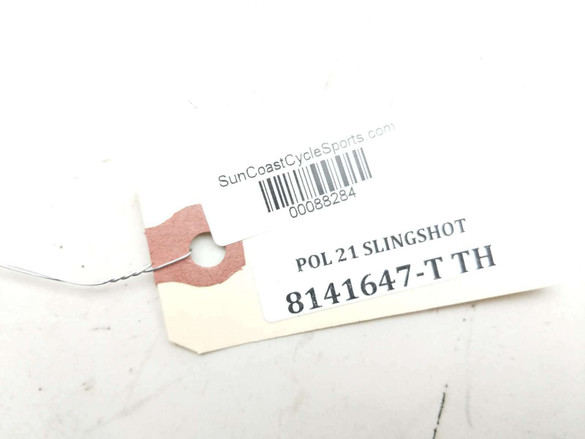 SunCoastCycleSports.com
00088284
POL 21 SLINGSHOT
8141647-T TH